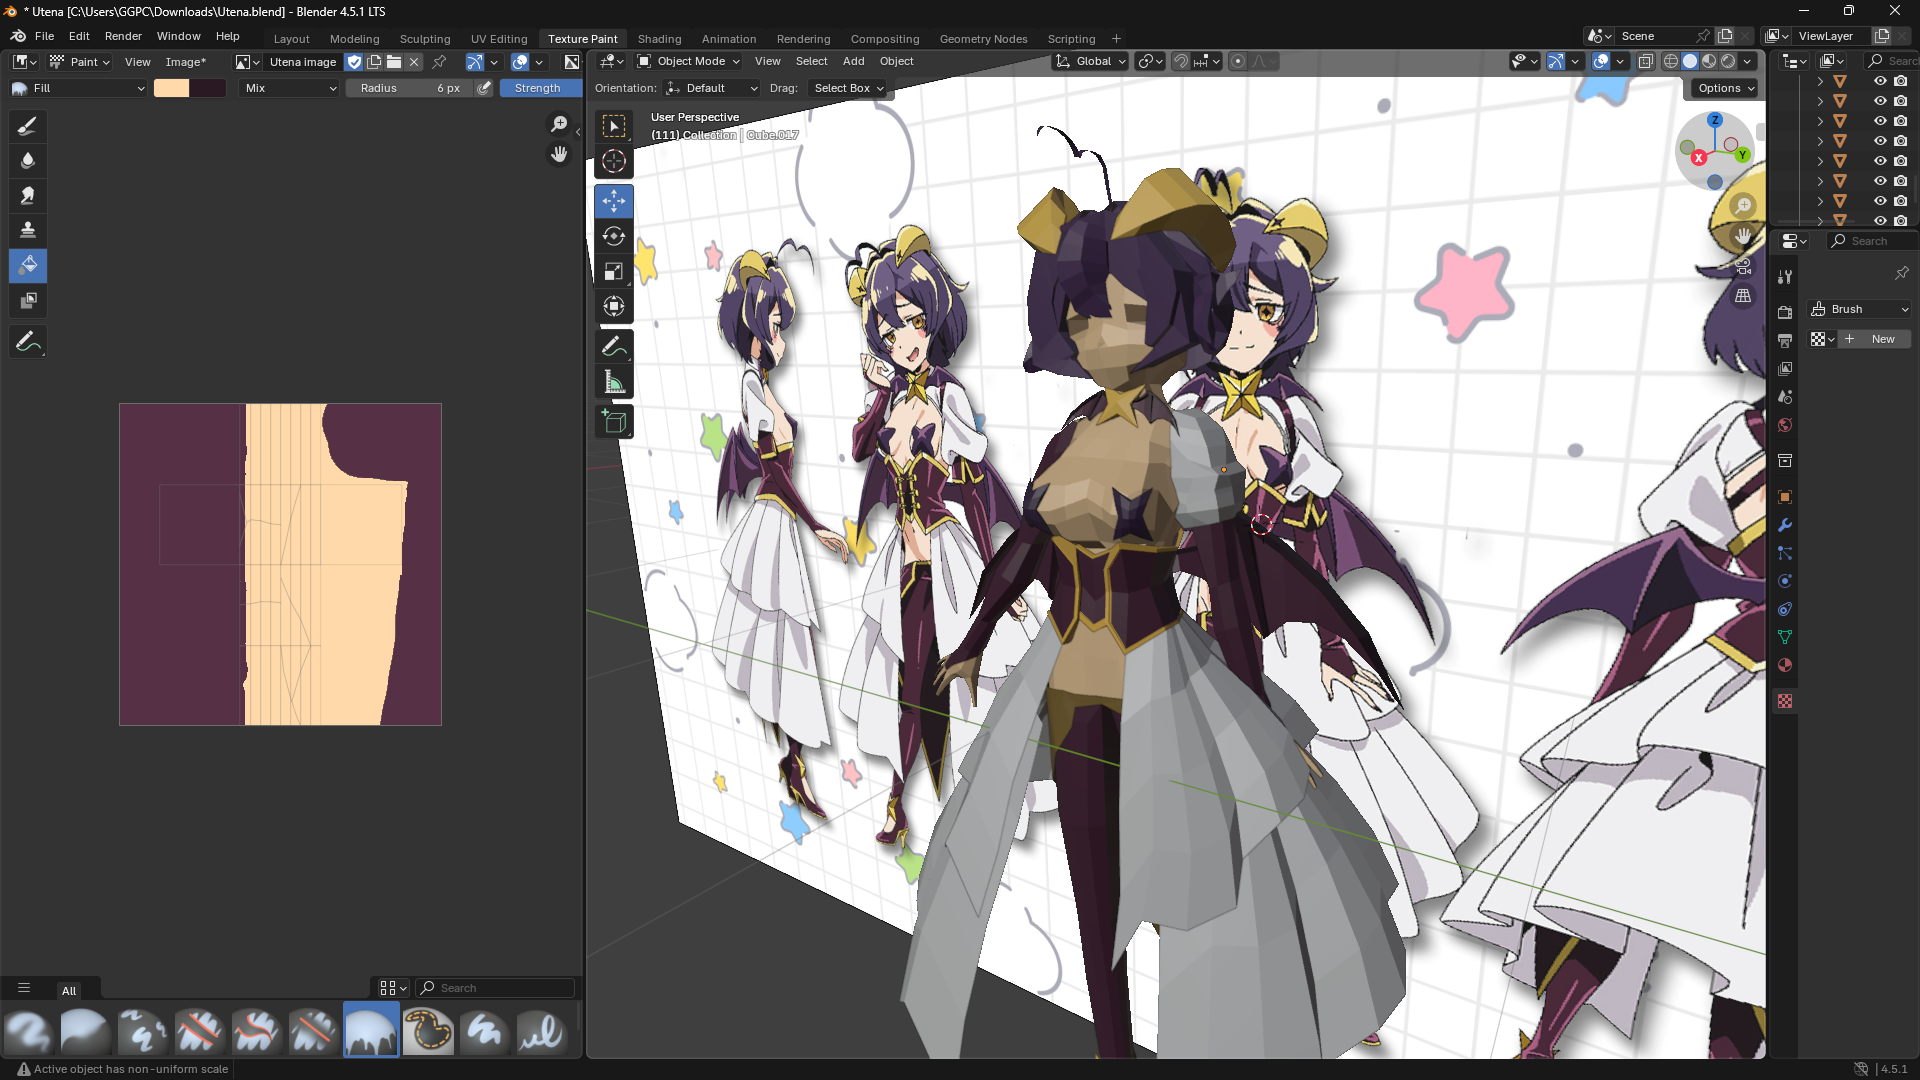 * Utena [C:\Users\GGPC\Downloads\Utena.blend] - Blender 4.5.1 LTS
File Edit Render Window Help
Layout Modeling Sculpting UV Editing Texture Paint Shading Animation Rendering Compositing Geometry Nodes Scripting +
Scene
ViewLayer
Paint View Image* Utena image
Object Mode View Select Add Object Global
Search
Fill Mix Radius 6 px Strength
Orientation: Default Drag: Select Box
Options
User Perspective
(111) Collection | Cube.017
Z
Y
X
Search
Brush
+ New
All
Search
Active object has non-uniform scale
4.5.1